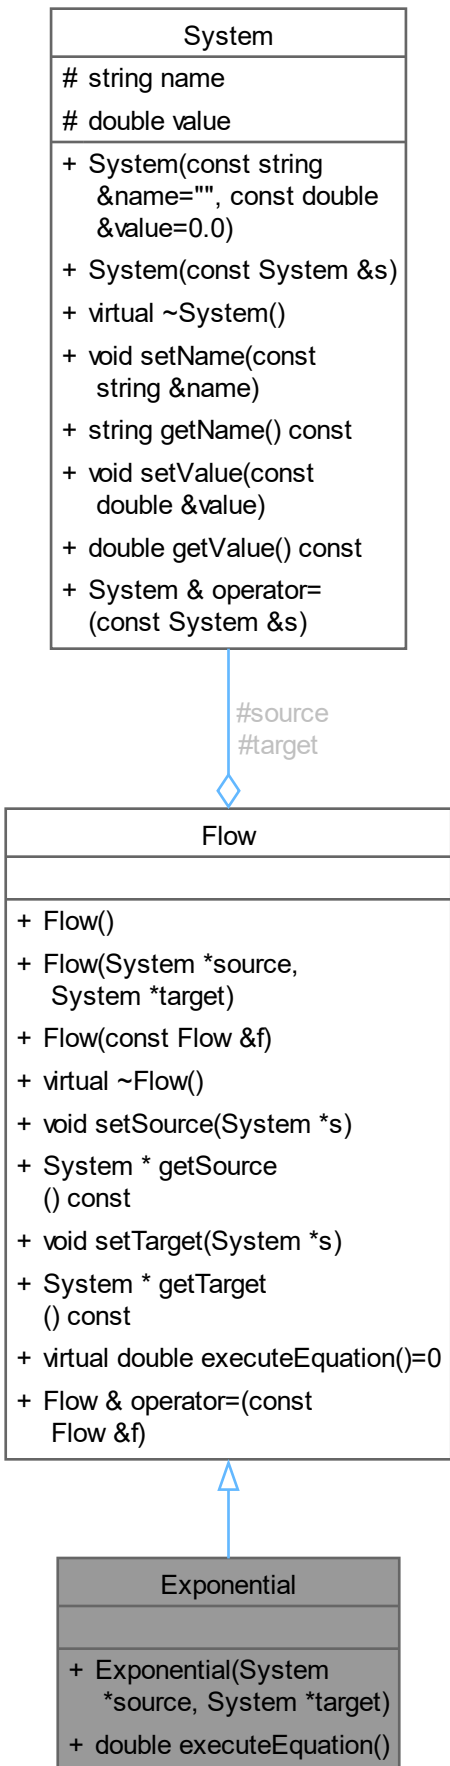 System
# string name
# double value
+ System(const string
&name="", const double
&value=0.0)
+ System(const System &s)
+ virtual ~System()
+ void setName(const
string &name)
+ string getName() const
+ void setValue(const
double &value)
+ double getValue() const
+ System & operator=
(const System &s)
#source
#target
Flow
+ Flow()
+ Flow(System *source,
System *target)
+ Flow(const Flow &f)
+ virtual ~Flow()
+ void setSource(System *s)
+ System * getSource
() const
+ void setTarget(System *s)
+ System * getTarget
() const
+ virtual double executeEquation()=0
+ Flow & operator=(const
Flow &f)
Exponential
+ Exponential(System
*source, System *target)
+ double executeEquation()